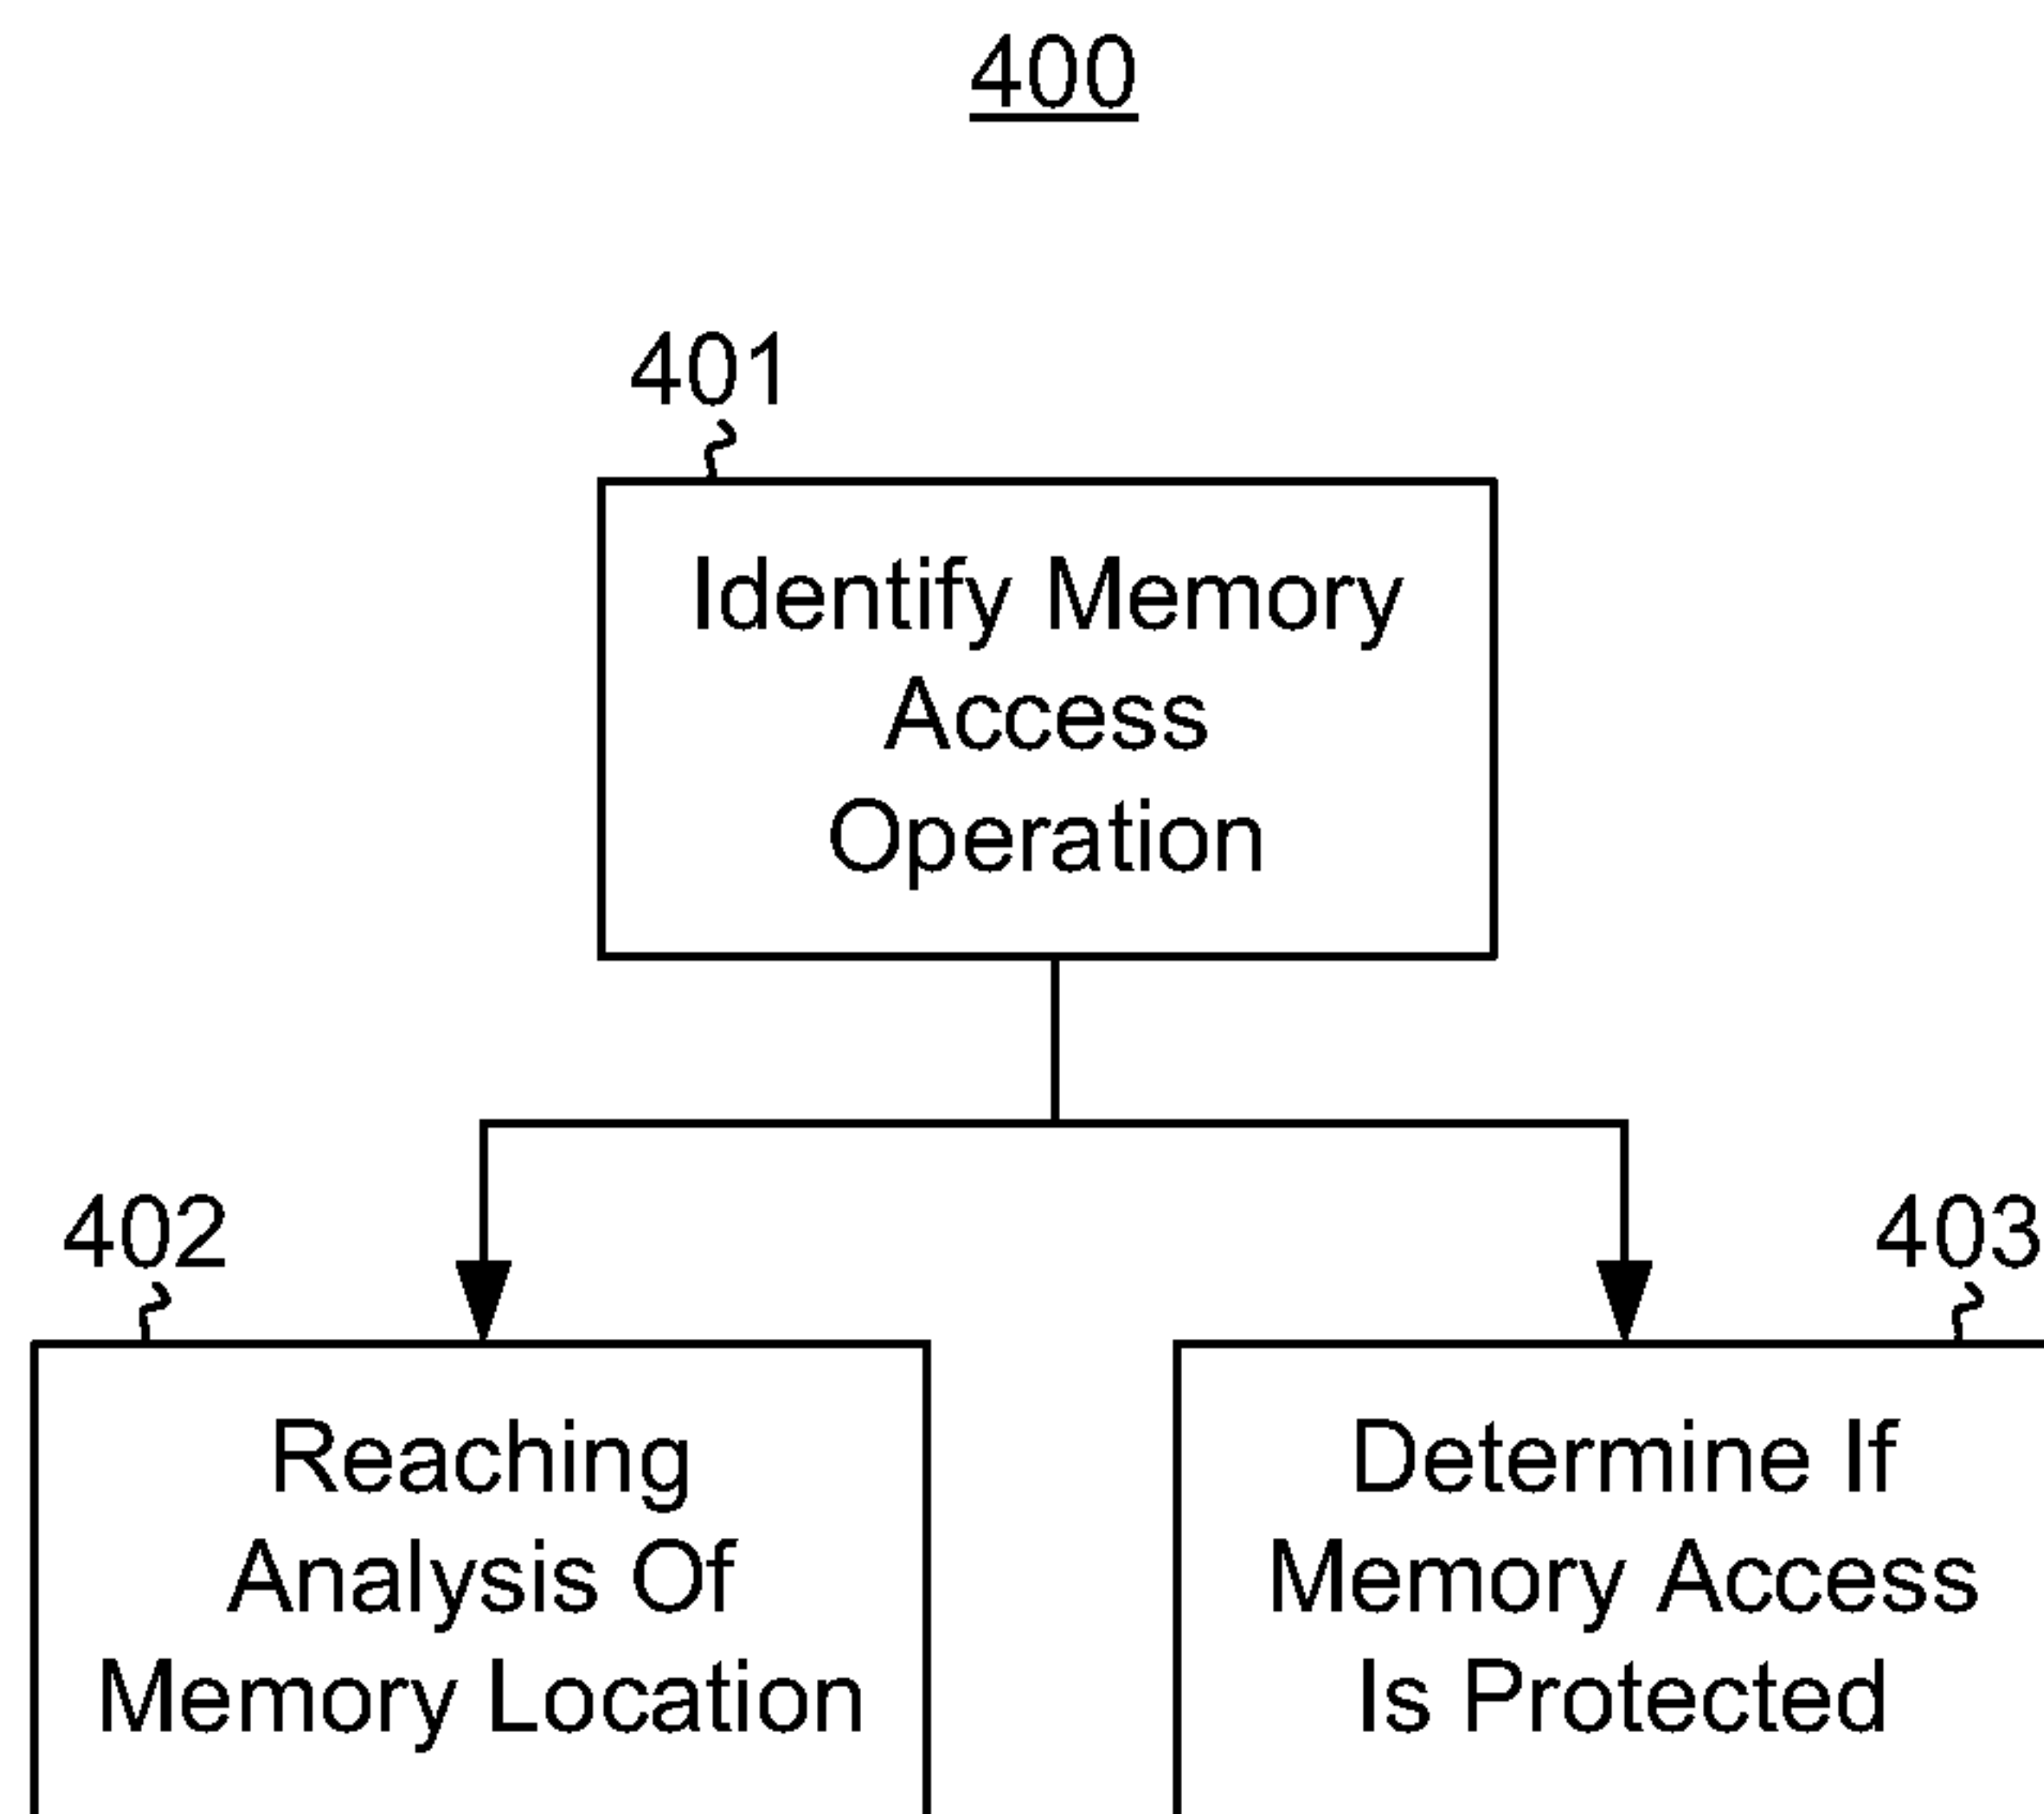 400
401
Identify Memory
Access
Operation
402
Reaching
Analysis Of
Memory Location
403
Determine If
Memory Access
Is Protected